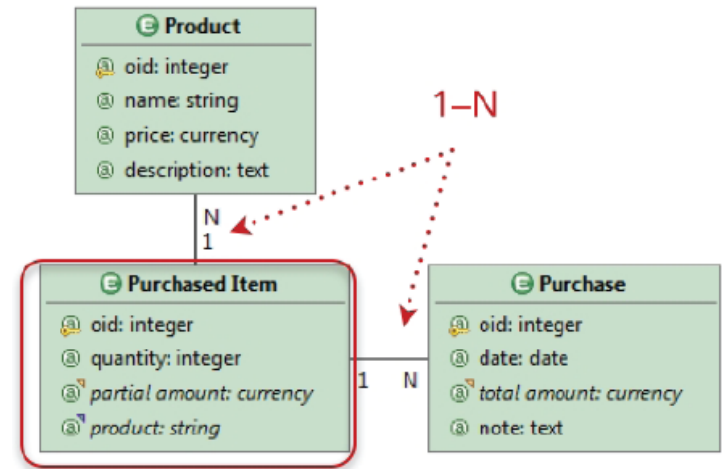 Product
oid: integer
name: string
price: currency
description: text
1–N
N
1
Purchased Item
oid: integer
quantity: integer
partial amount: currency
product: string
1 N
Purchase
oid: integer
date: date
total amount: currency
note: text